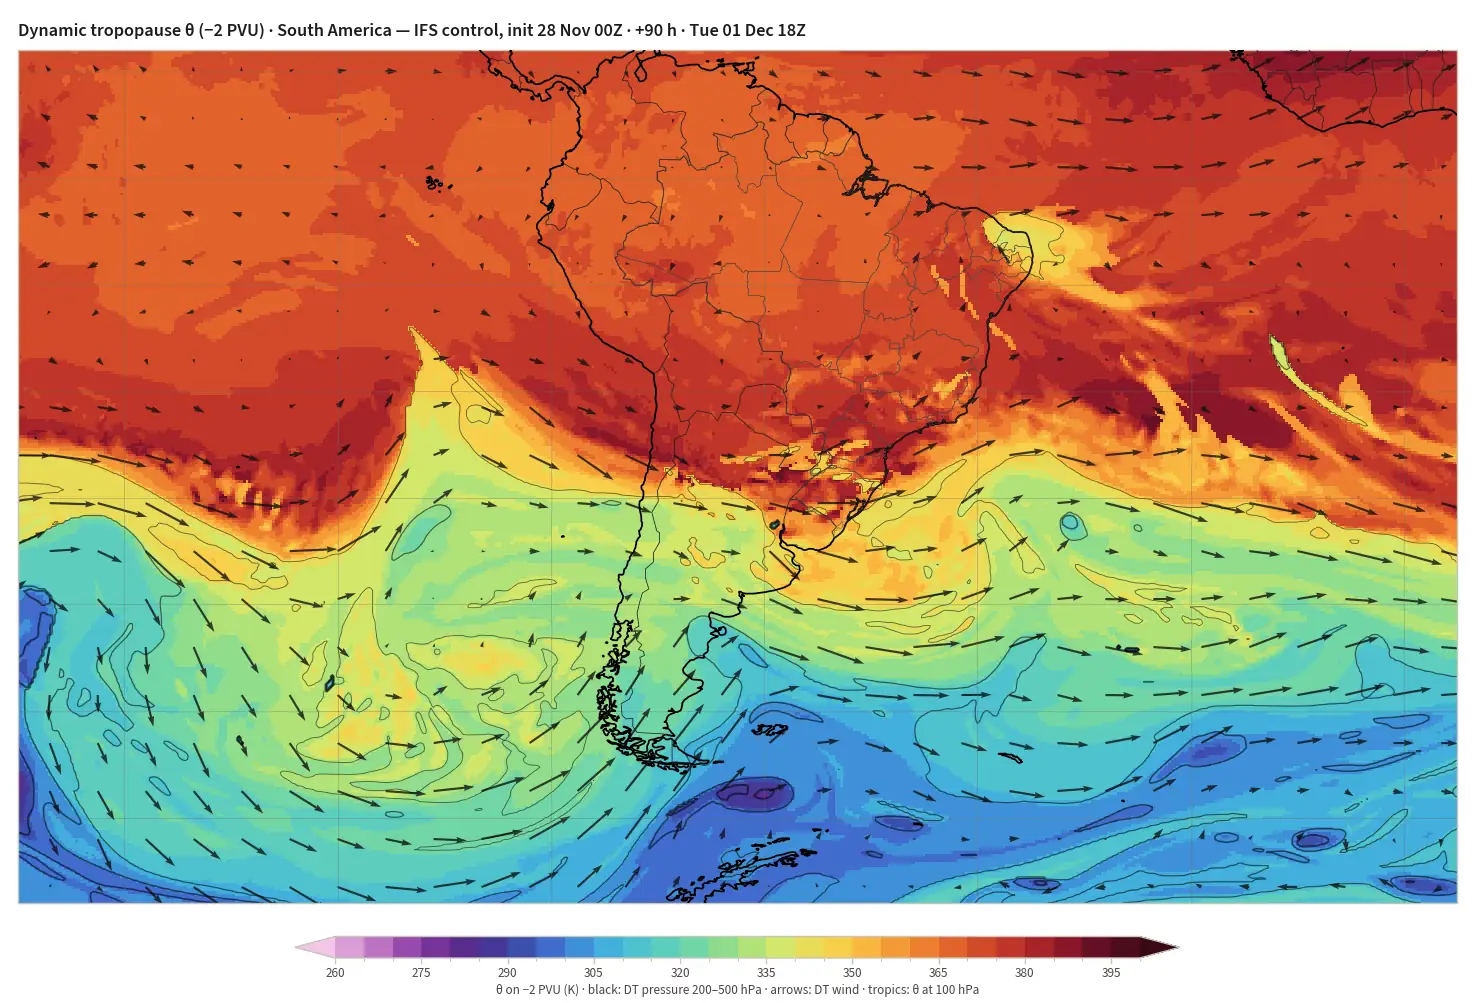 Dynamic tropopause θ (−2 PVU) · South America — IFS control, init 28 Nov 00Z · +90 h · Tue 01 Dec 18Z
260 275 290 305 320 335 350 365 380 395
θ on −2 PVU (K) · black: DT pressure 200–500 hPa · arrows: DT wind · tropics: θ at 100 hPa